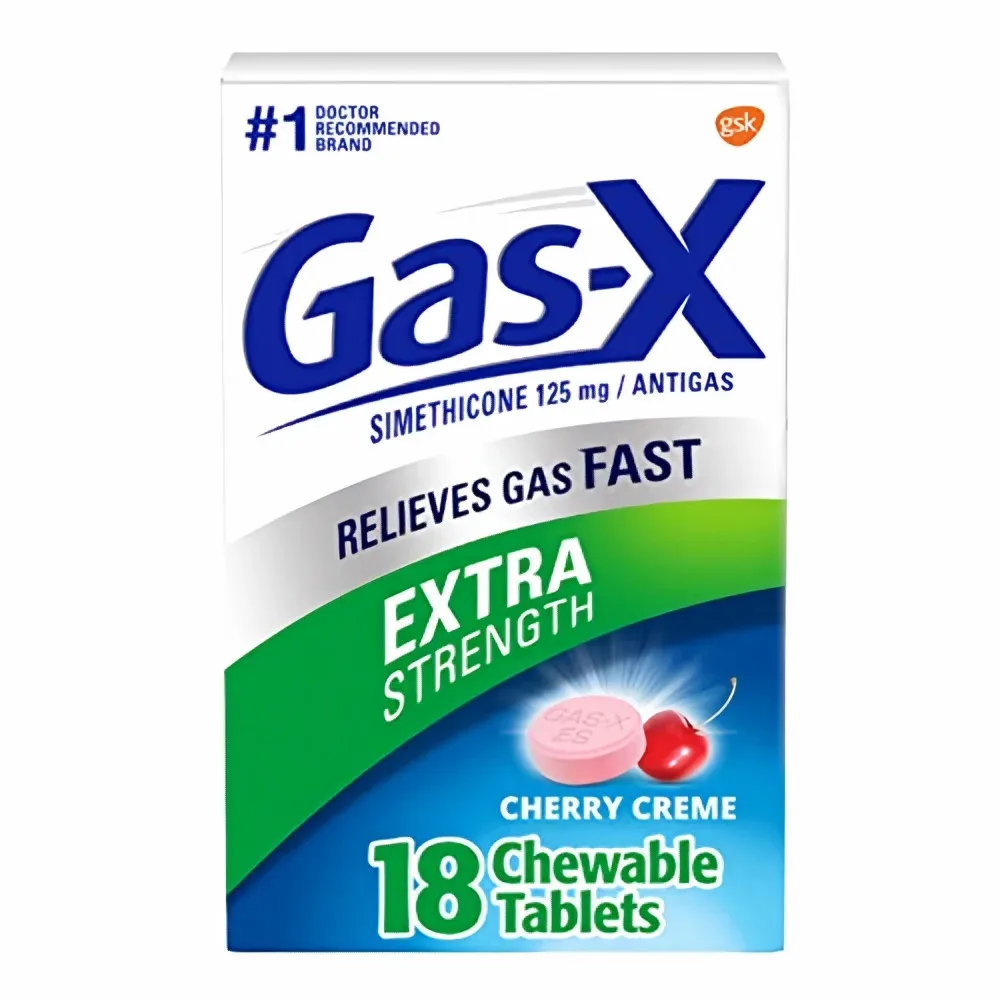 #1 DOCTOR
RECOMMENDED
BRAND
gsk
Gas-X
SIMETHICONE 125 mg / ANTIGAS
RELIEVES GAS FAST
EXTRA
STRENGTH
GAS-X
ES
CHERRY CREME
18 Chewable
Tablets